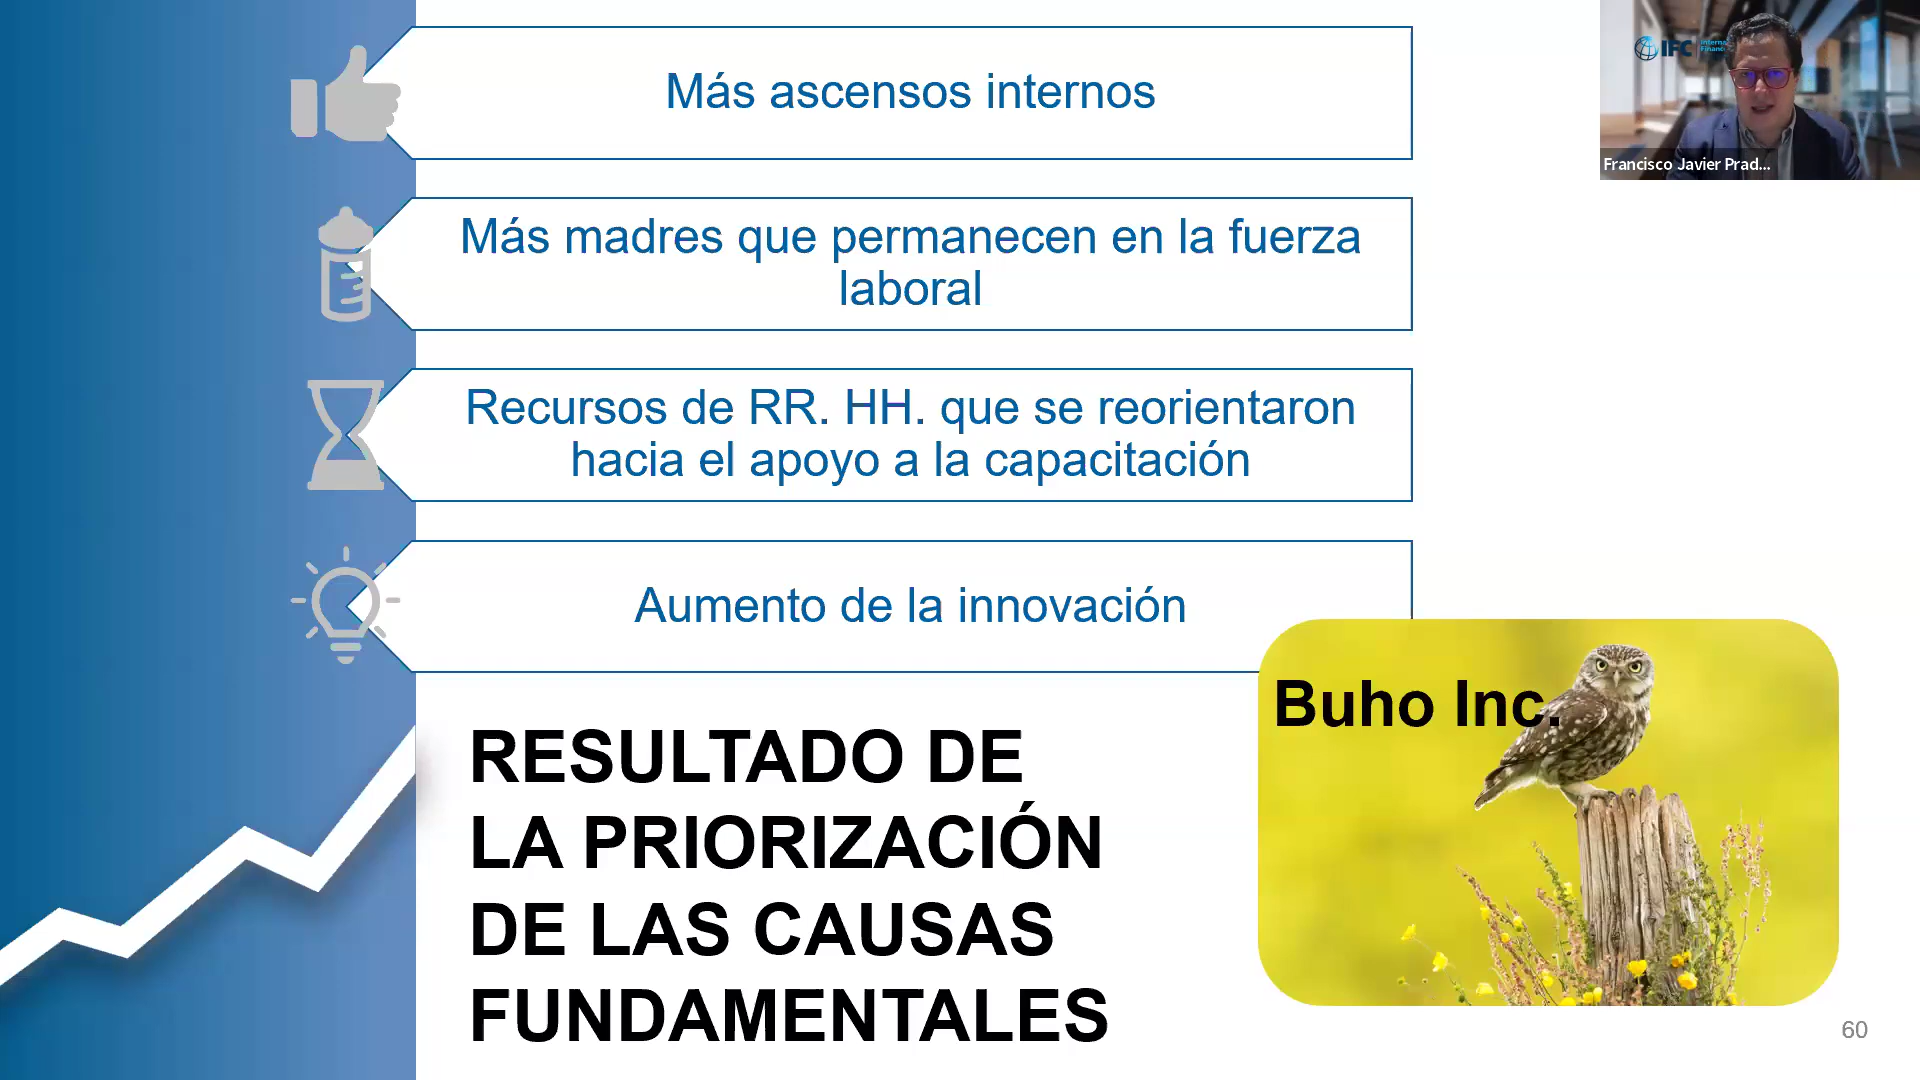 Más ascensos internos
Más madres que permanecen en la fuerza
laboral
Recursos de RR. HH. que se reorientaron
hacia el apoyo a la capacitación
Aumento de la innovación
RESULTADO DE
LA PRIORIZACIÓN
DE LAS CAUSAS
FUNDAMENTALES
Buho Inc.
60
IFC
Francisco Javier Prad...